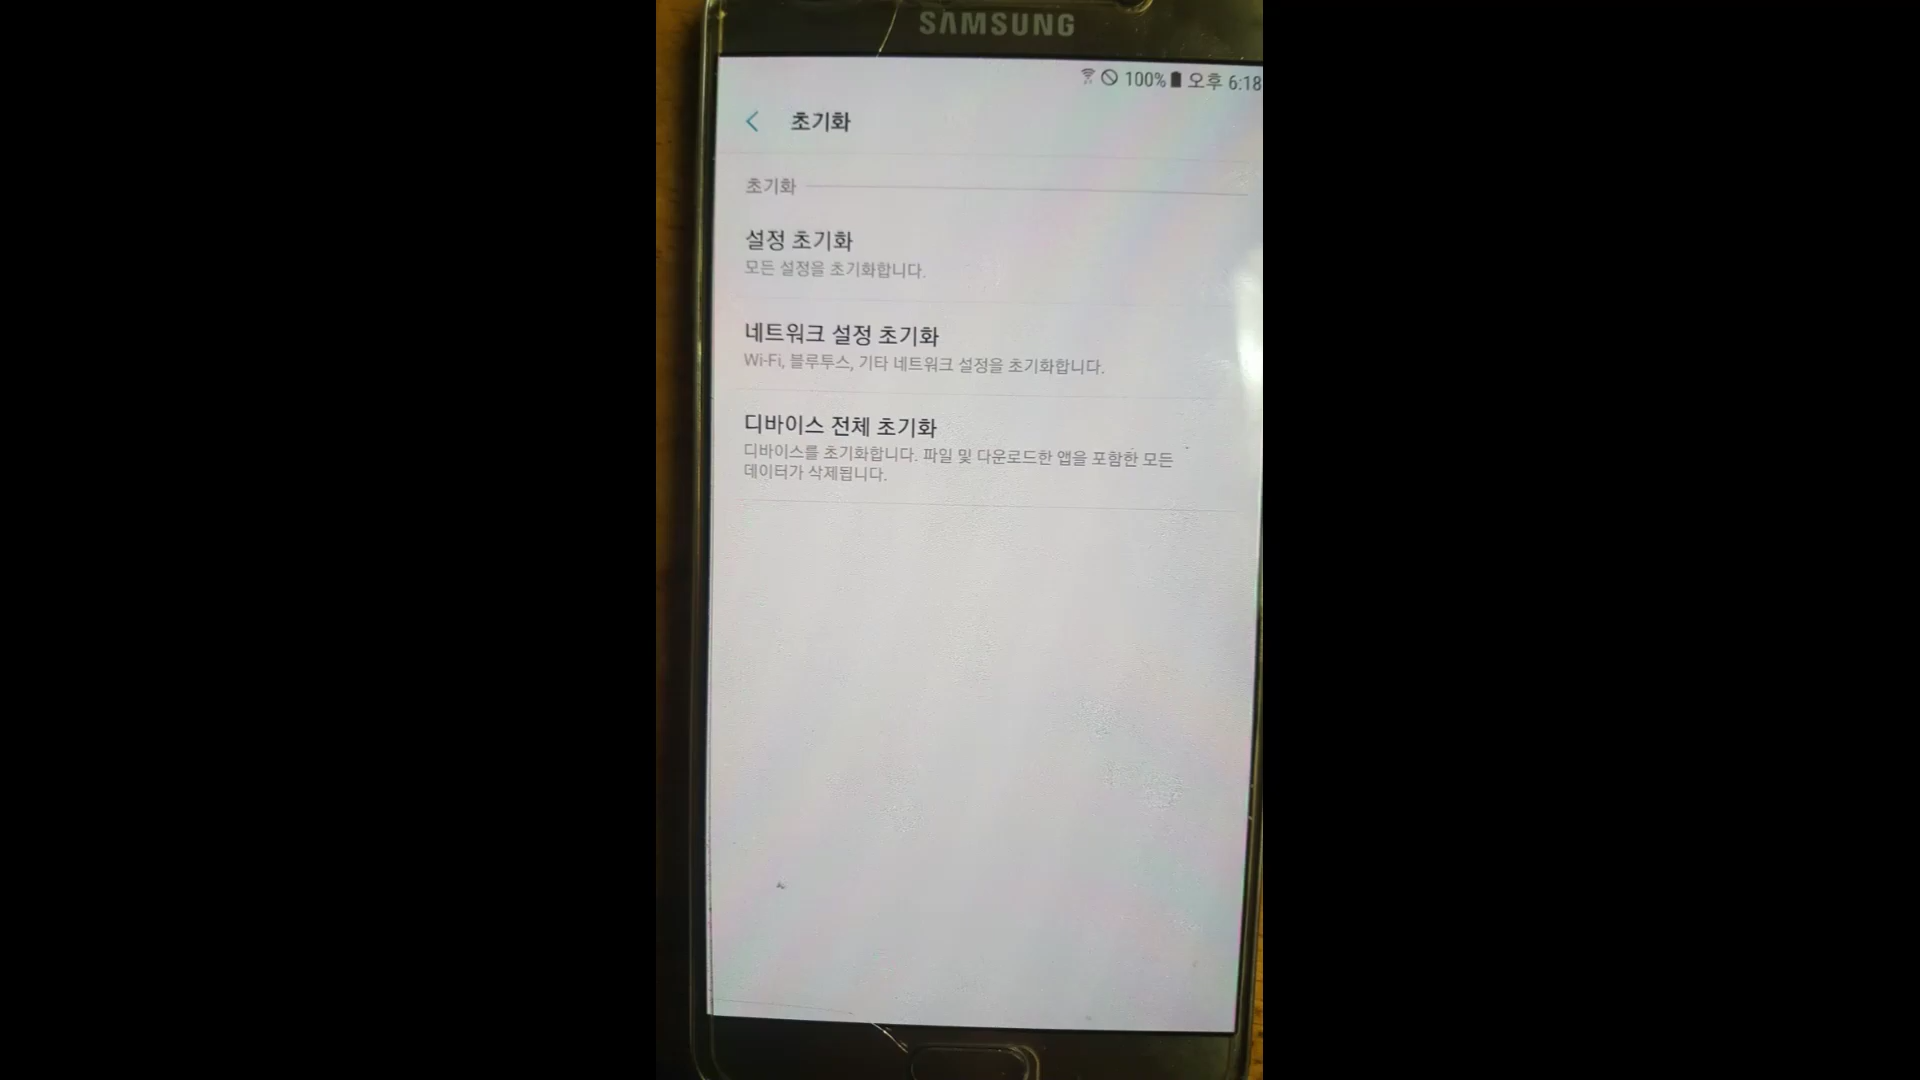 SAMSUNG
100% 오후 6:18
초기화
초기화
설정 초기화
모든 설정을 초기화합니다.
네트워크 설정 초기화
Wi-Fi, 블루투스, 기타 네트워크 설정을 초기화합니다.
디바이스 전체 초기화
디바이스를 초기화합니다. 파일 및 다운로드한 앱을 포함한 모든
데이터가 삭제됩니다.